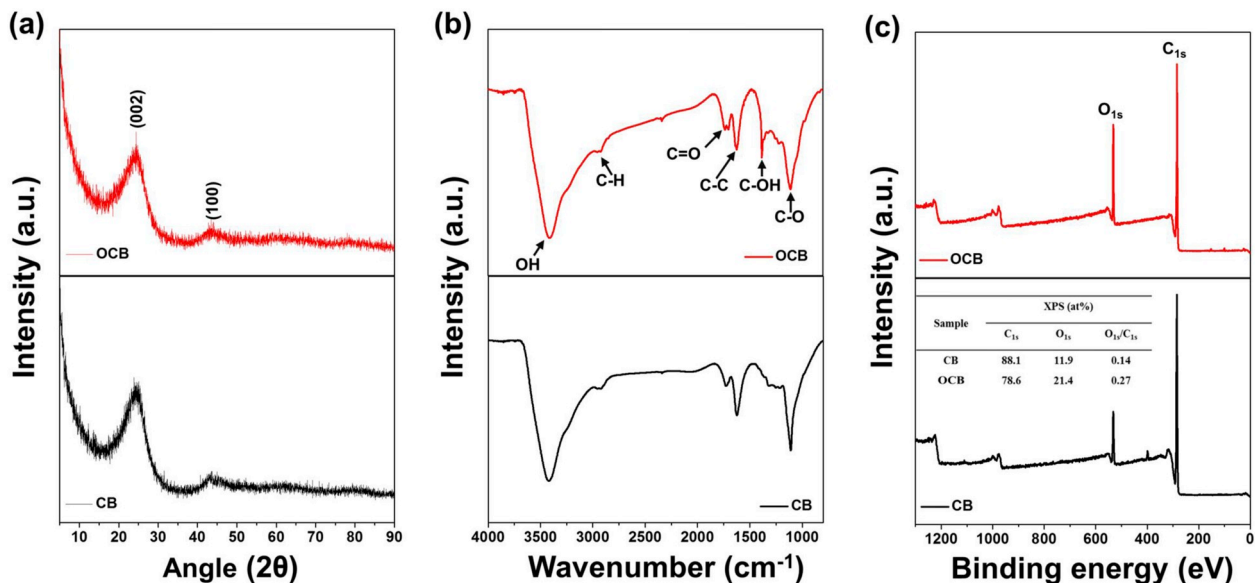 (a)
Intensity (a.u.)
(002)
(100)
OCB
CB
10 20 30 40 50 60 70 80 90
Angle (2θ)
(b)
Intensity (a.u.)
OH
C-H
C=O
C-C
C-OH
C-O
OCB
CB
4000 3500 3000 2500 2000 1500 1000
Wavenumber (cm⁻¹)
(c)
Intensity (a.u.)
C1s
O1s
OCB
Sample XPS (at%)
C1s O1s O1s/C1s
CB 88.1 11.9 0.14
OCB 78.6 21.4 0.27
CB
1200 1000 800 600 400 200 0
Binding energy (eV)